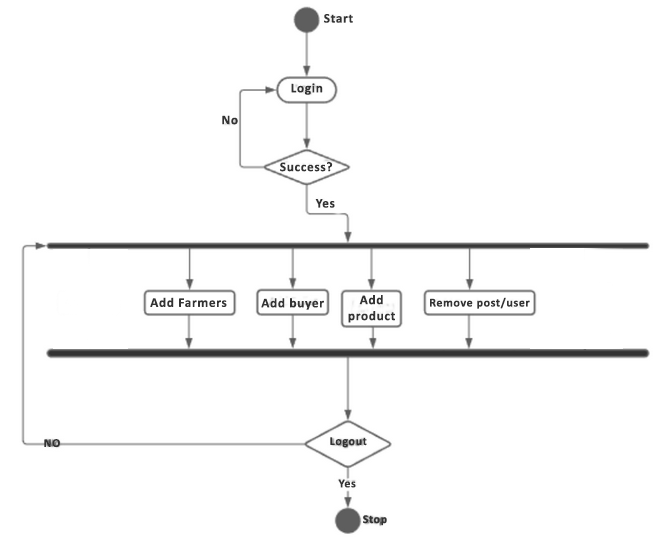 Start
Login
No
Success?
Yes
Add Farmers
Add buyer
Add
product
Remove post/user
NO
Logout
Yes
Stop